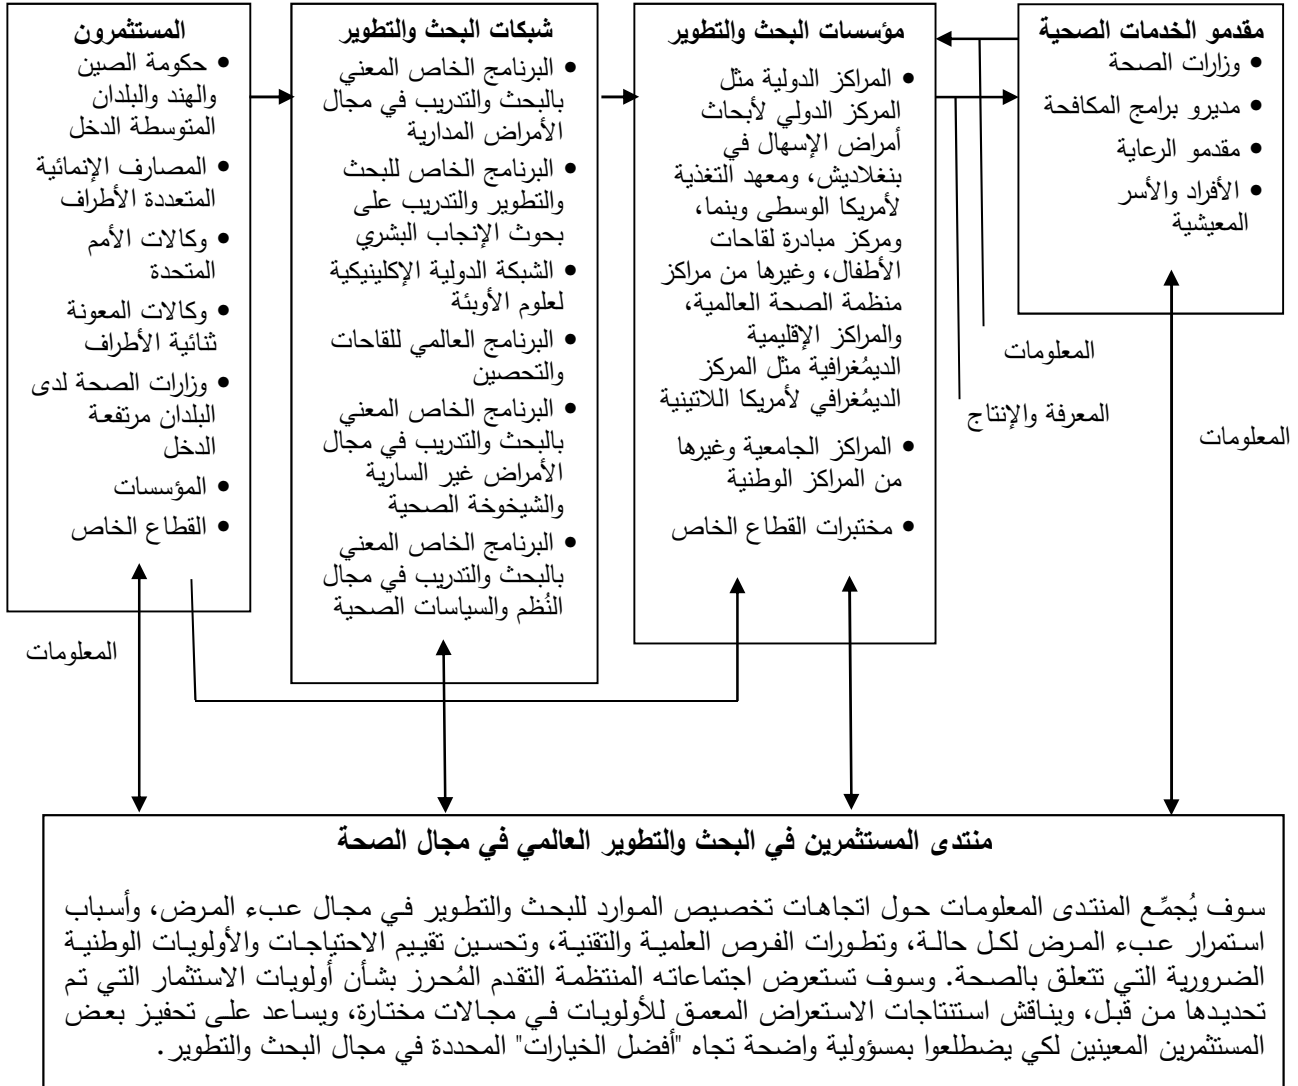 مقدمو الخدمات الصحية
• وزارات الصحة
• مديرو برامج المكافحة
• مقدمو الرعاية
• الأفراد والأسر
المعيشية
مؤسسات البحث والتطوير
• المراكز الدولية مثل
المركز الدولي لأبحاث
أمراض الإسهال في
بنغلاديش، ومعهد التغذية
لأمريكا الوسطى وبنما،
ومركز مبادرة لقاحات
الأطفال، وغيرها من مراكز
منظمة الصحة العالمية،
والمراكز الإقليمية
الديمُغرافية مثل المركز
الديمُغرافي لأمريكا اللاتينية
• المراكز الجامعية وغيرها
من المراكز الوطنية
• مختبرات القطاع الخاص
شبكات البحث والتطوير
• البرنامج الخاص المعني
بالبحث والتدريب في مجال
الأمراض المدارية
• البرنامج الخاص للبحث
والتطوير والتدريب على
بحوث الإنجاب البشري
• الشبكة الدولية الإكلينيكية
لعلوم الأوبئة
• البرنامج العالمي للقاحات
والتحصين
• البرنامج الخاص المعني
بالبحث والتدريب في مجال
الأمراض غير السارية
والشيخوخة الصحية
• البرنامج الخاص المعني
بالبحث والتدريب في مجال
النُظم والسياسات الصحية
المستثمرون
• حكومة الصين
والهند والبلدان
المتوسطة الدخل
• المصارف الإنمائية
المتعددة الأطراف
• وكالات الأمم
المتحدة
• وكالات المعونة
ثنائية الأطراف
• وزارات الصحة لدى
البلدان مرتفعة
الدخل
• المؤسسات
• القطاع الخاص
المعلومات
المعرفة والإنتاج
المعلومات
المعلومات
منتدى المستثمرين في البحث والتطوير العالمي في مجال الصحة
سوف يُجمِّع المنتدى المعلومات حول اتجاهات تخصيص الموارد للبحث والتطوير في مجال عبء المرض، وأسباب
استمرار عبء المرض لكل حالة، وتطورات الفرص العلمية والتقنية، وتحسين تقييم الاحتياجات والأولويات الوطنية
الضرورية التي تتعلق بالصحة. وسوف تستعرض اجتماعاته المنتظمة التقدم المُحرز بشأن أولويات الاستثمار التي تم
تحديدها من قبل، ويناقش استنتاجات الاستعراض المعمق للأولويات في مجالات مختارة، ويساعد على تحفيز بعض
المستثمرين المعينين لكي يضطلعوا بمسؤولية واضحة تجاه "أفضل الخيارات" المحددة في مجال البحث والتطوير.